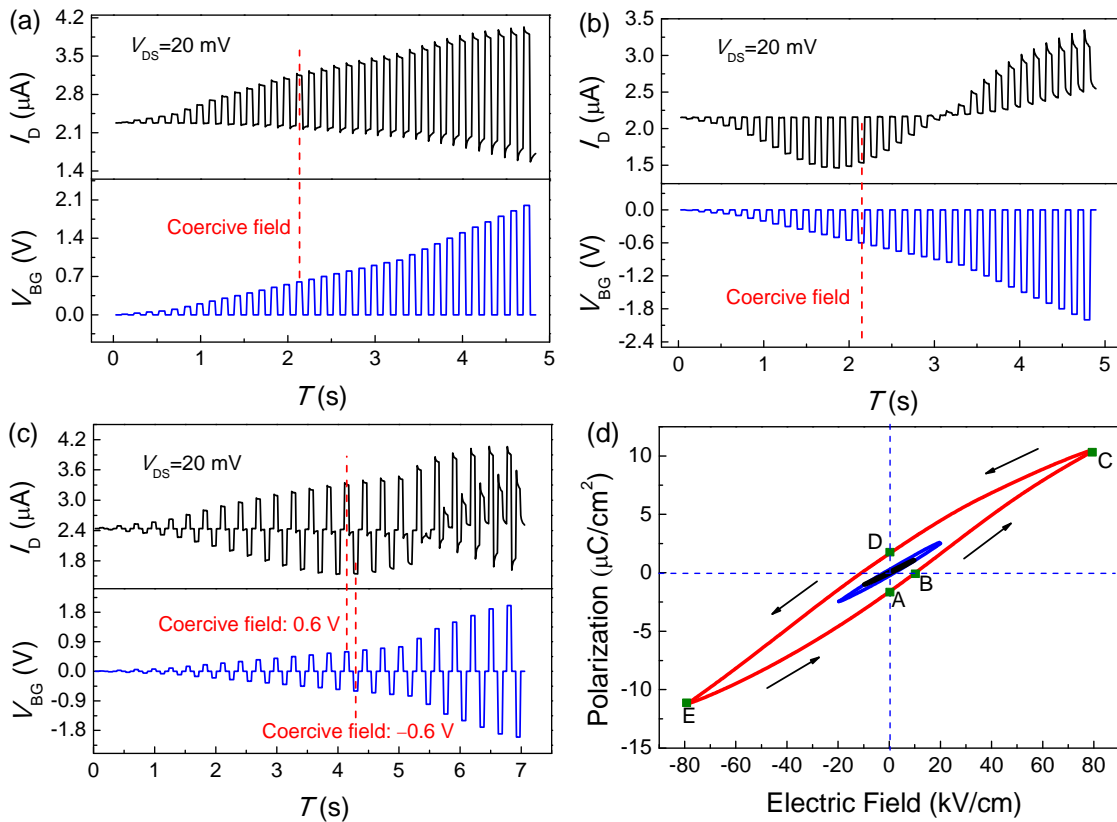 (a)
4.2
3.6
2.8
2.1
1.4
I_D (μA)
V_DS=20 mV
2.1
1.4
0.7
0.0
V_BG (V)
Coercive field
0 1 2 3 4 5
T (s)
(b)
3.5
3.0
2.5
2.0
1.5
I_D (μA)
V_DS=20 mV
0.0
-0.6
-1.2
-1.8
-2.4
V_BG (V)
Coercive field
0 1 2 3 4 5
T (s)
(c)
4.2
3.6
3.0
2.4
1.8
I_D (μA)
V_DS=20 mV
1.8
0.9
0.0
-0.9
-1.8
V_BG (V)
Coercive field: 0.6 V
Coercive field: −0.6 V
0 1 2 3 4 5 6 7
T (s)
(d)
10
5
0
-5
-10
-15
Polarization (μC/cm²)
C
D
B
A
E
-80 -60 -40 -20 0 20 40 60 80
Electric Field (kV/cm)